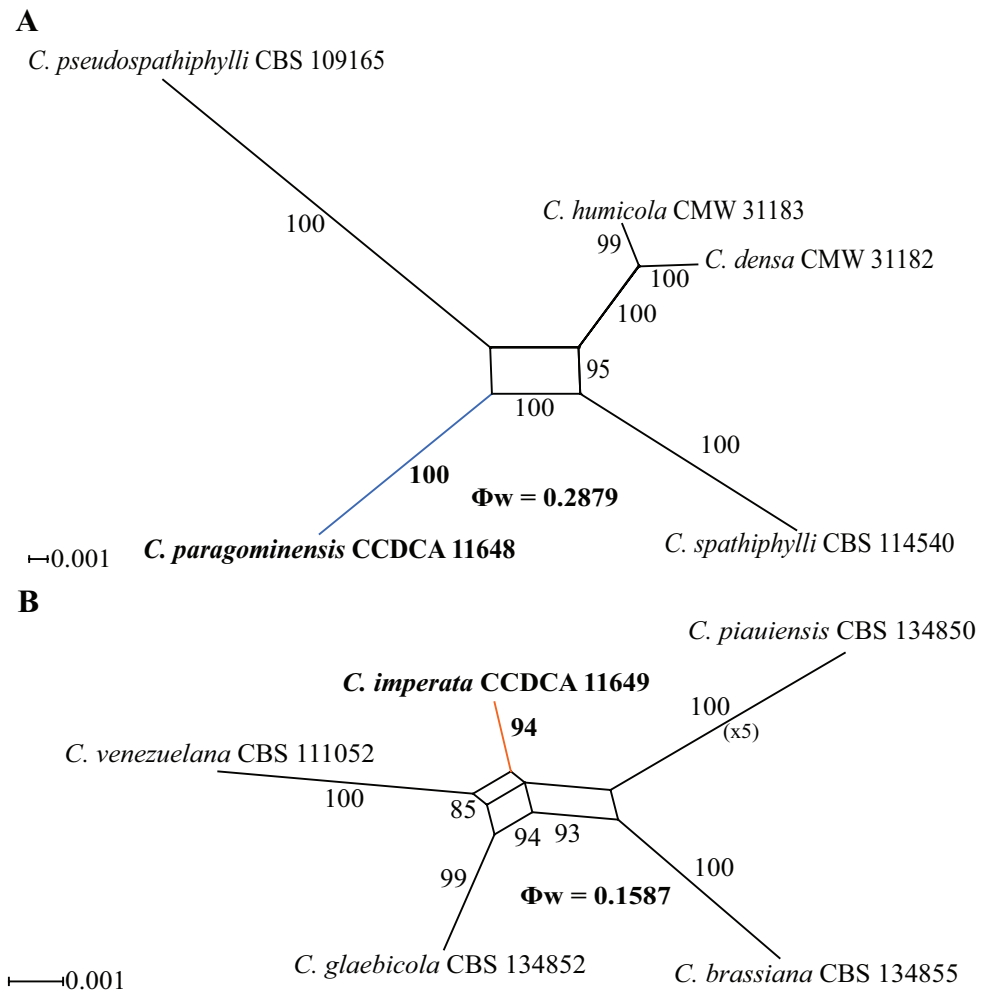 A
C. pseudospathiphylli CBS 109165
100
C. humicola CMW 31183
99
C. densa CMW 31182
100
100
95
100
100
100
Φw = 0.2879
C. paragominensis CCDCA 11648
C. spathiphylli CBS 114540
0.001
B
C. piauiensis CBS 134850
C. imperata CCDCA 11649
100
(x5)
94
C. venezuelana CBS 111052
100
85
94
93
99
100
Φw = 0.1587
C. glaebicola CBS 134852
C. brassiana CBS 134855
0.001